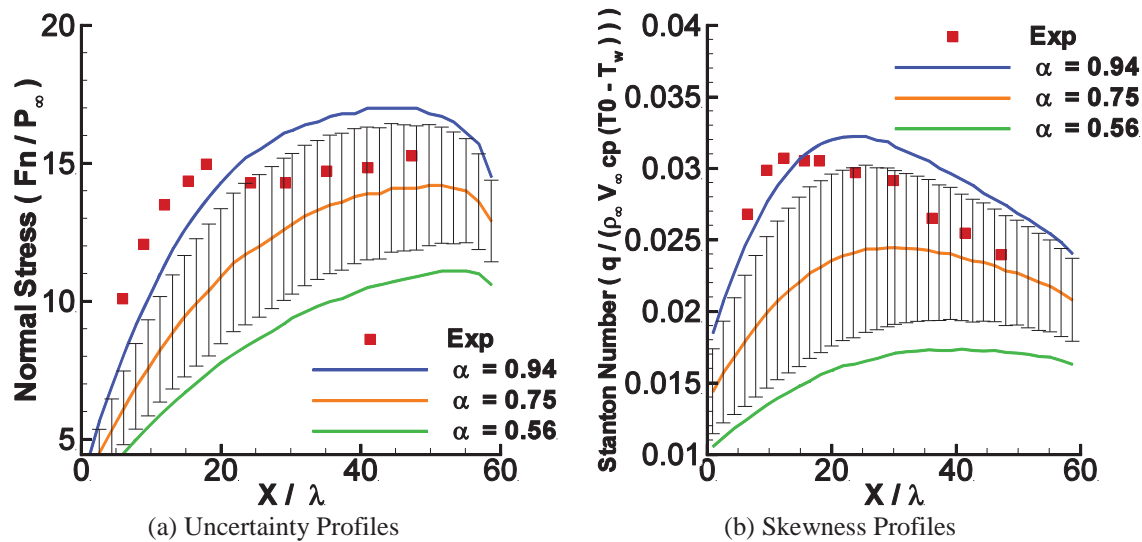 Normal Stress ( Fn / P∞ )
20
15
10
5
0
20
40
60
X / λ
Exp
α = 0.94
α = 0.75
α = 0.56
(a) Uncertainty Profiles
Stanton Number ( q / (ρ∞ V∞ cp (T0 - Tw ) ) )
0.04
0.035
0.03
0.025
0.02
0.015
0.01
0
20
40
60
X / λ
Exp
α = 0.94
α = 0.75
α = 0.56
(b) Skewness Profiles